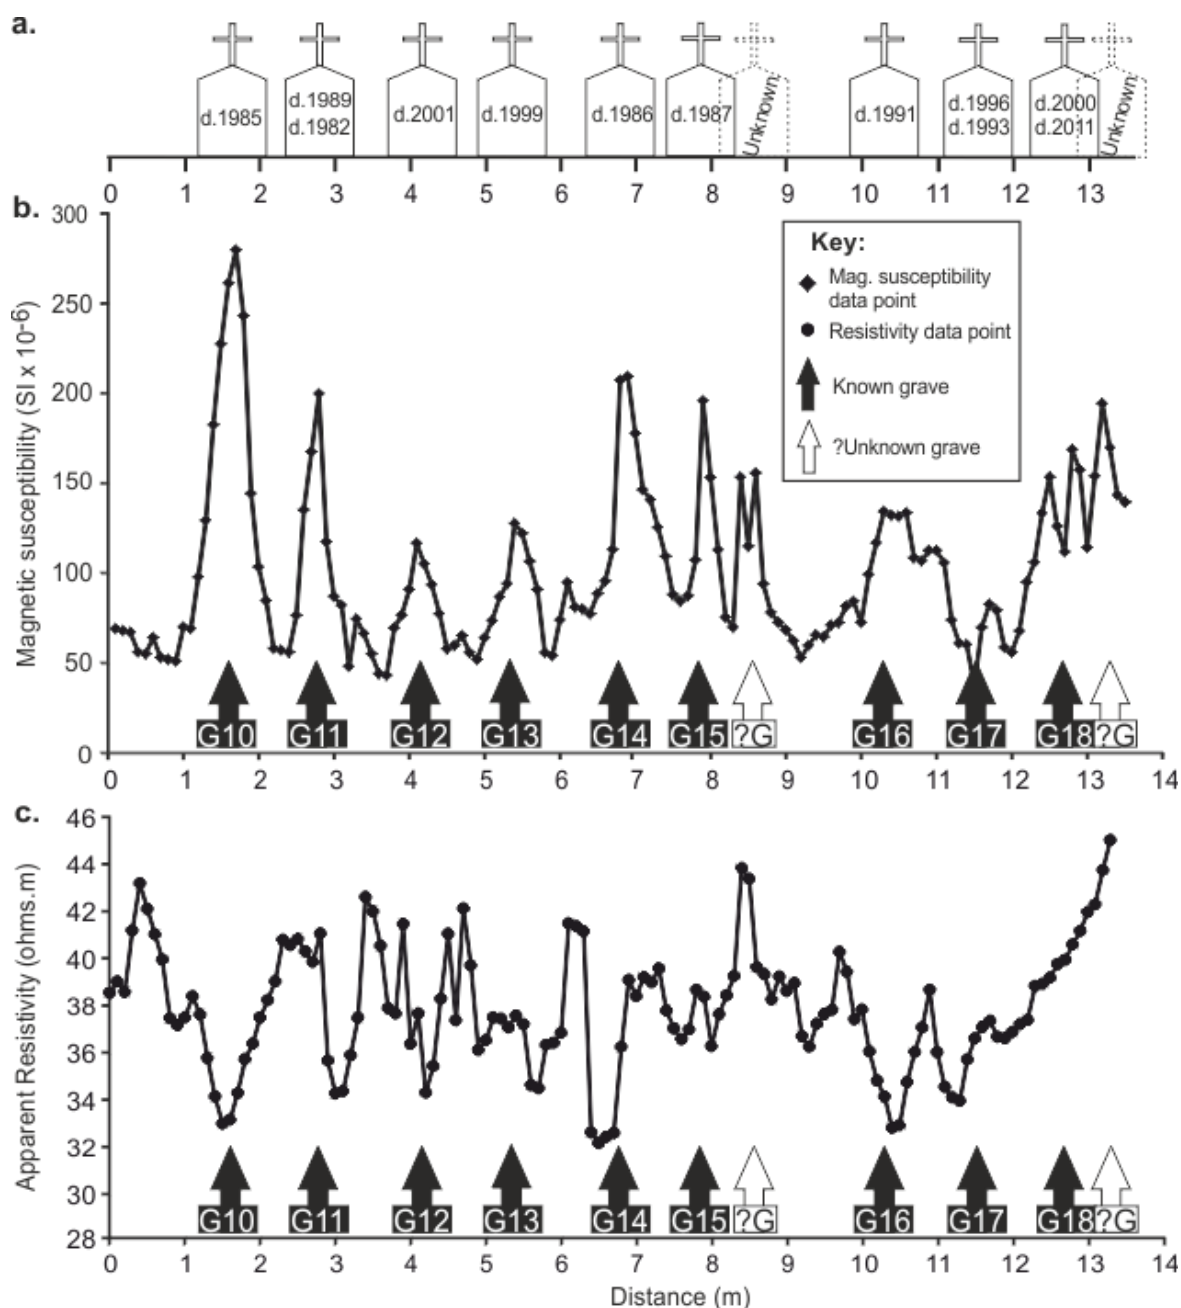 a.
d.1985
d.1989
d.1982
d.2001
d.1999
d.1986
d.1987
Unknown
d.1991
d.1996
d.1993
d.2000
d.2011
Unknown
0 1 2 3 4 5 6 7 8 9 10 11 12 13
b.
Magnetic susceptibility (SI x 10-6)
300
250
200
150
100
50
0
Key:
Mag. susceptibility
data point
Resistivity data point
Known grave
?Unknown grave
G10 G11 G12 G13 G14 G15 ?G G16 G17 G18 ?G
0 1 2 3 4 5 6 7 8 9 10 11 12 13 14
c.
Apparent Resistivity (ohms.m)
46
44
42
40
38
36
34
32
30
28
G10 G11 G12 G13 G14 G15 ?G G16 G17 G18 ?G
0 1 2 3 4 5 6 7 8 9 10 11 12 13 14
Distance (m)